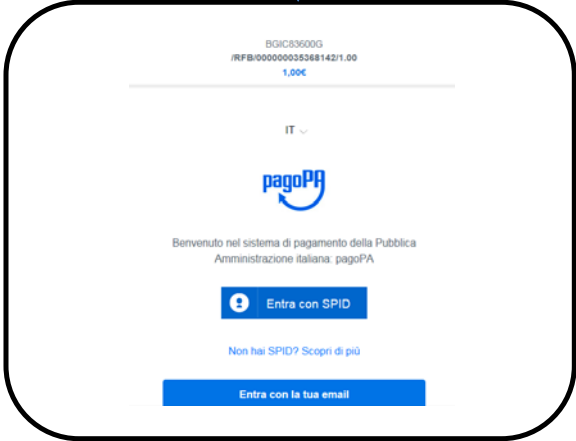 BGIC83600G
/RFB/000000035368142/1.00
1,00€
IT
pagoPA
Benvenuto nel sistema di pagamento della Pubblica
Amministrazione italiana: pagoPA
Entra con SPID
Non hai SPID? Scopri di più
Entra con la tua email